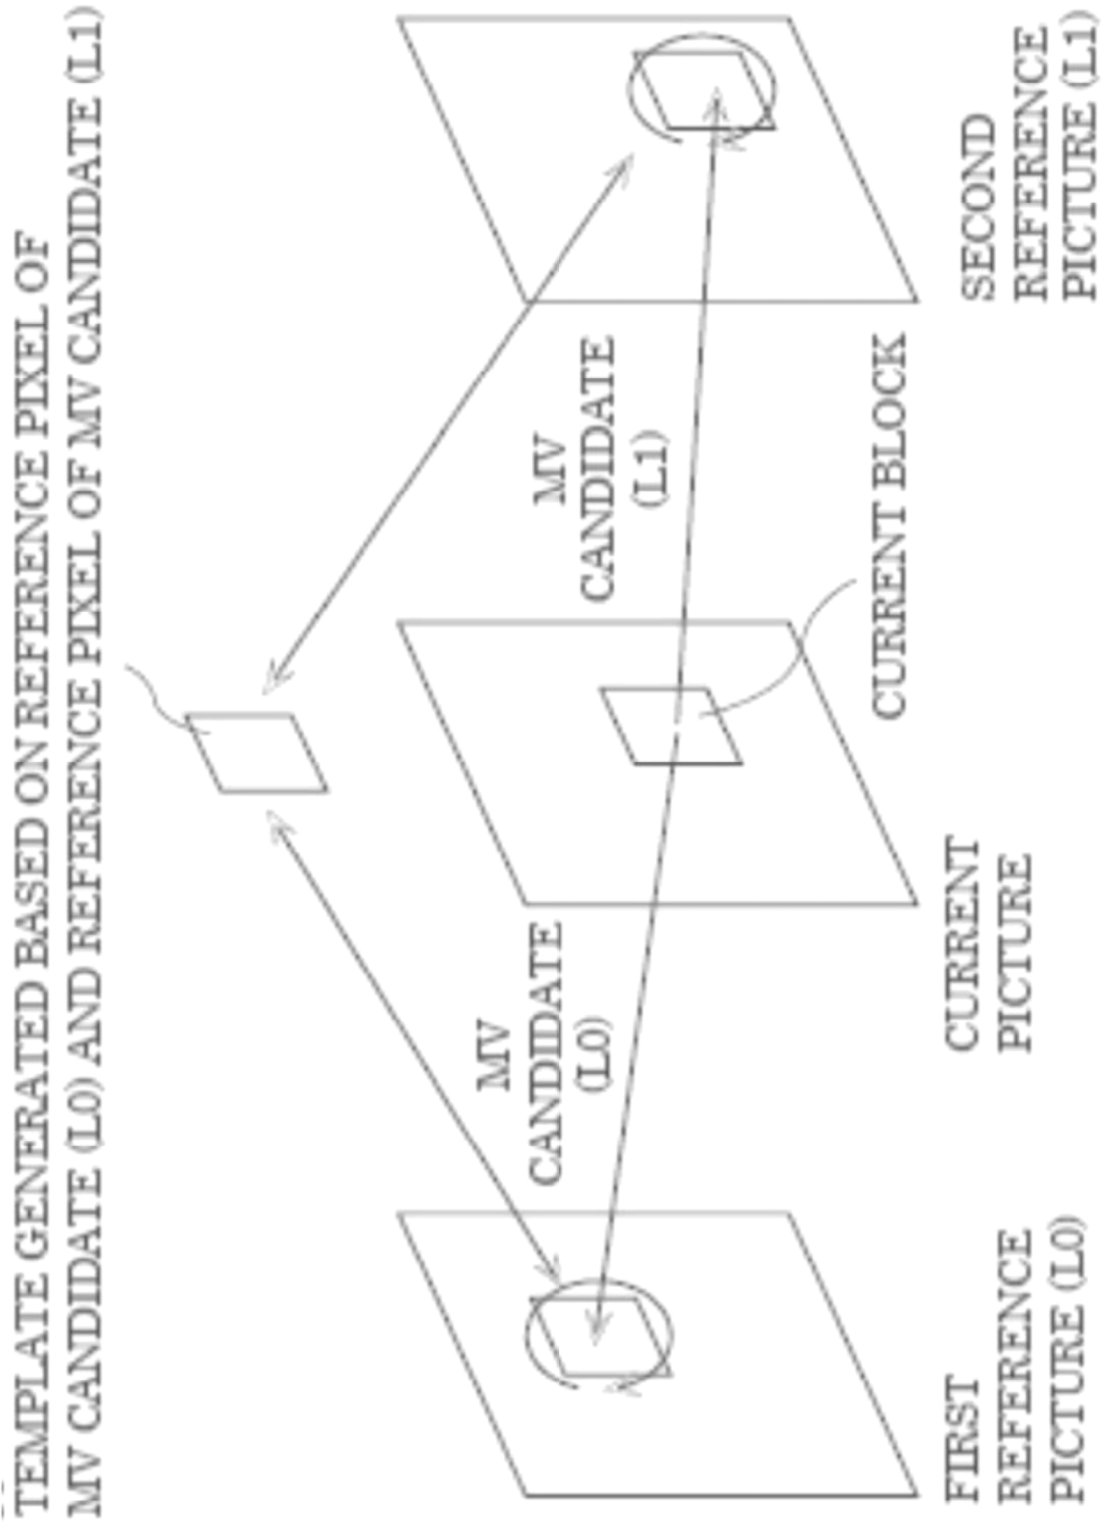 TEMPLATE GENERATED BASED ON REFERENCE PIXEL OF
MV CANDIDATE (L0) AND REFERENCE PIXEL OF MV CANDIDATE (L1)
MV
CANDIDATE
(L0)
MV
CANDIDATE
(L1)
CURRENT BLOCK
FIRST
REFERENCE
PICTURE (L0)
CURRENT
PICTURE
SECOND
REFERENCE
PICTURE (L1)